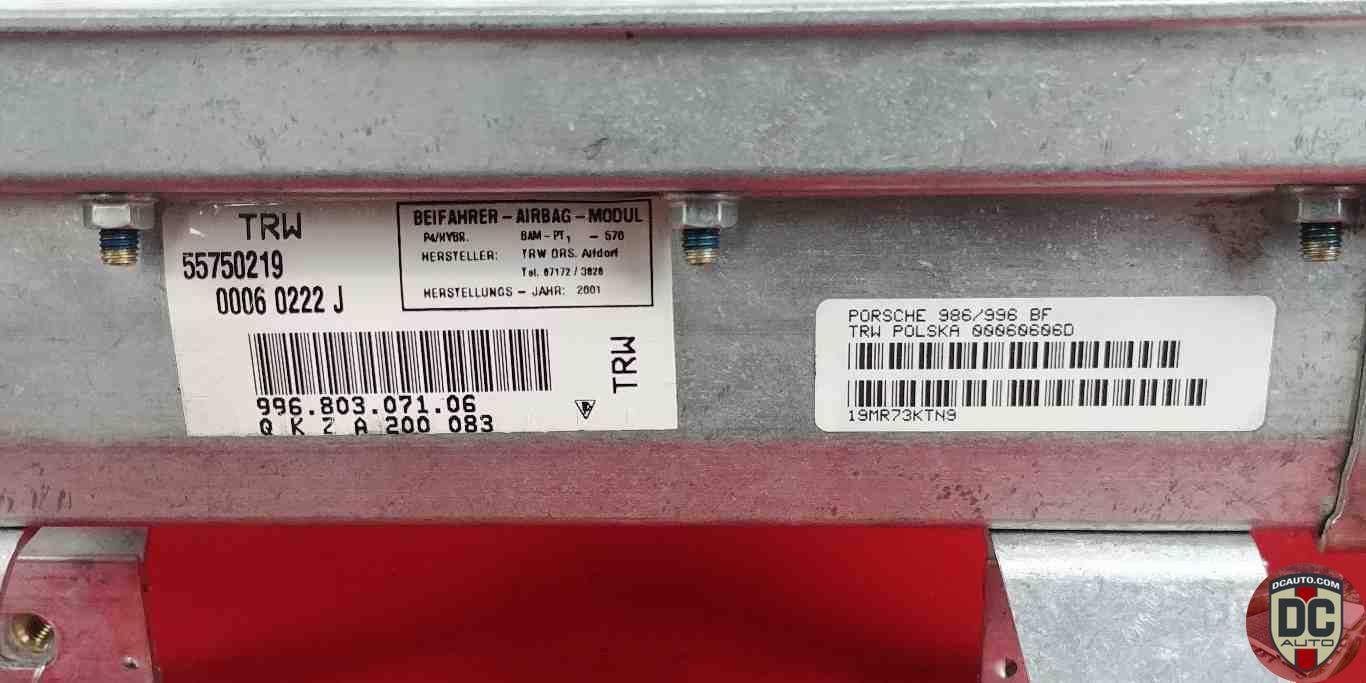 TRW
55750219
0006 0222 J
BEIFAHRER – AIRBAG – MODUL
P4/HYBR. BAM – PT1 – 570
HERSTELLER: TRW ORS. Alfdorf
Tel. 07172 / 3020
HERSTELLUNGS – JAHR: 2001
TRW
996.803.071.06
Q K Z A 200 083
PORSCHE 986/996 BF
TRW POLSKA 00060606D
19MR73KTN9
DCAUTO.COM
DC
AUTO